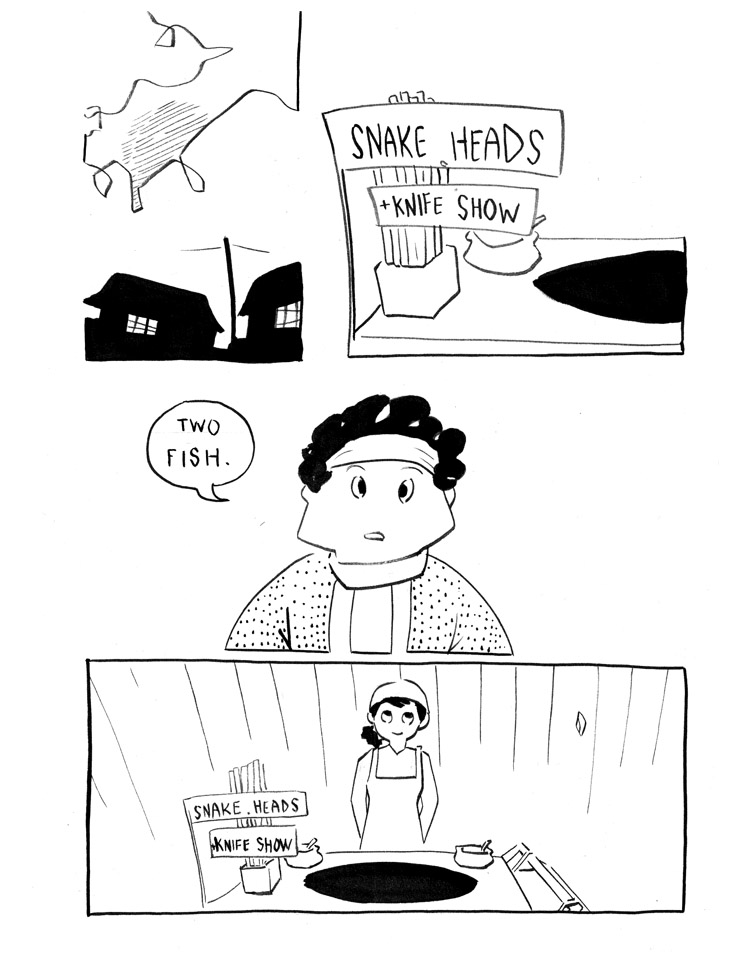 SNAKE HEADS
+KNIFE SHOW
TWO
FISH.
SNAKE.HEADS
+KNIFE SHOW